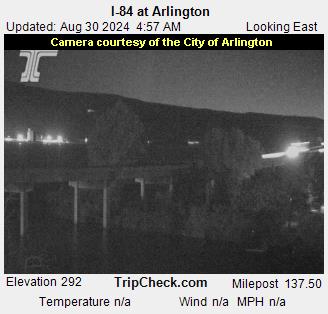 I-84 at Arlington
Updated: Aug 30 2024 4:57 AM Looking East
Camera courtesy of the City of Arlington
Elevation 292 TripCheck.com Milepost 137.50
Temperature n/a Wind n/a MPH n/a